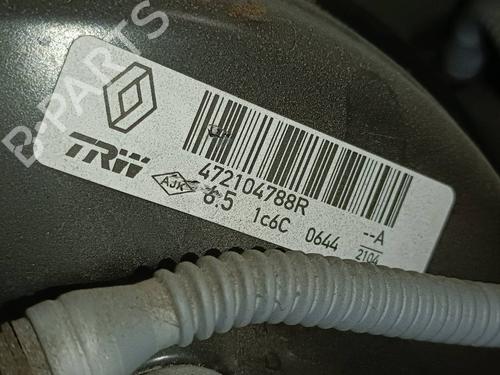 B-PARTS
TRW
472104788R
AJK 6.5 1c6C 0644 --A
2104